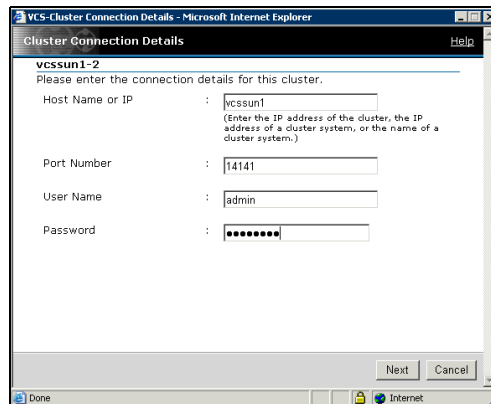 VCS-Cluster Connection Details - Microsoft Internet Explorer
Cluster Connection Details Help
vcssun1-2
Please enter the connection details for this cluster.
Host Name or IP : vcssun1
(Enter the IP address of the cluster, the IP
address of a cluster system, or the name of a
cluster system.)
Port Number : 14141
User Name : admin
Password : ●●●●●●●●
Next Cancel
Done Internet